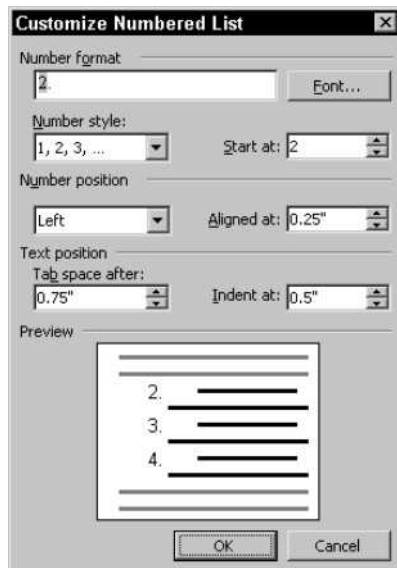 Customize Numbered List
Number format
2.
Font...
Number style:
1, 2, 3, ...
Start at: 2
Number position
Left
Aligned at: 0.25"
Text position
Tab space after:
0.75"
Indent at: 0.5"
Preview
2.
3.
4.
OK Cancel